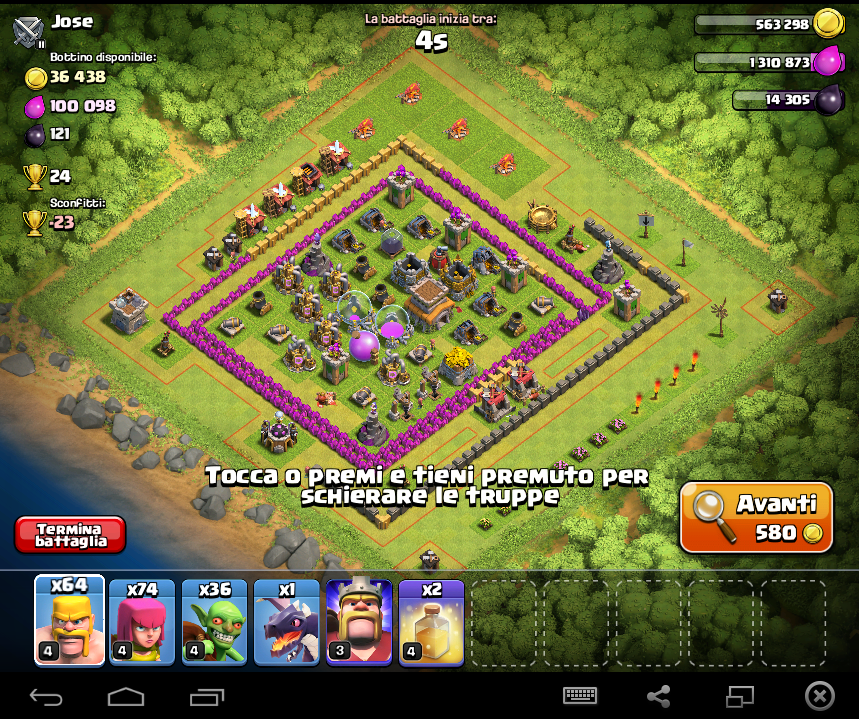 Jose
Bottino disponibile:
36 438
100 098
121
24
Sconfitti:
-23
La battaglia inizia tra:
4s
563 298
1 310 873
14 305
Tocca o premi e tieni premuto per
schierare le truppe
Termina
battaglia
Avanti
580
x64
x74
x36
x1
x2
4
4
4
3
4